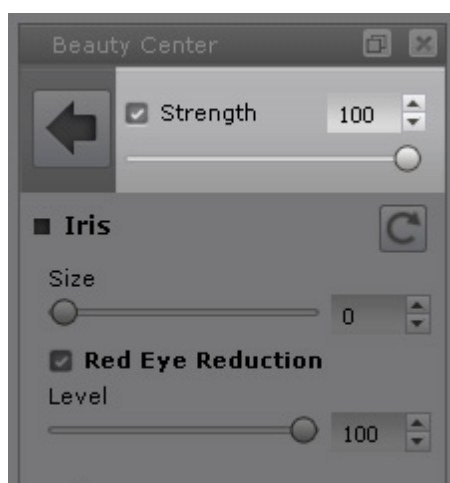 Beauty Center
Strength 100
Iris
Size
0
Red Eye Reduction
Level
100